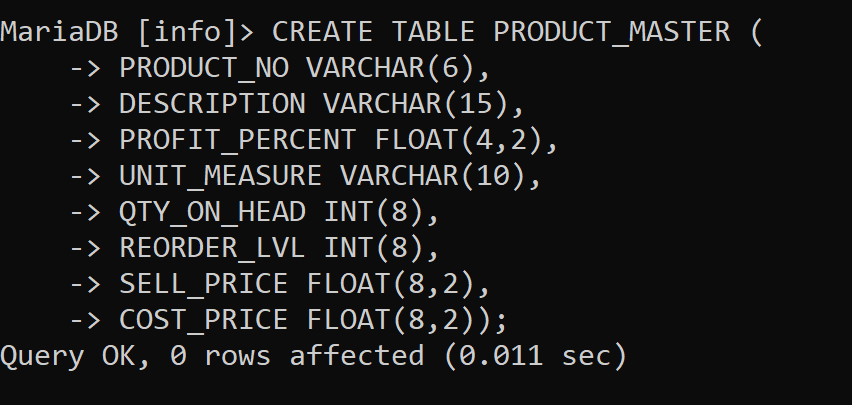 MariaDB [info]> CREATE TABLE PRODUCT_MASTER (
-> PRODUCT_NO VARCHAR(6),
-> DESCRIPTION VARCHAR(15),
-> PROFIT_PERCENT FLOAT(4,2),
-> UNIT_MEASURE VARCHAR(10),
-> QTY_ON_HEAD INT(8),
-> REORDER_LVL INT(8),
-> SELL_PRICE FLOAT(8,2),
-> COST_PRICE FLOAT(8,2));
Query OK, 0 rows affected (0.011 sec)